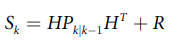 S_k = HP_{k|k−1}H^T + R